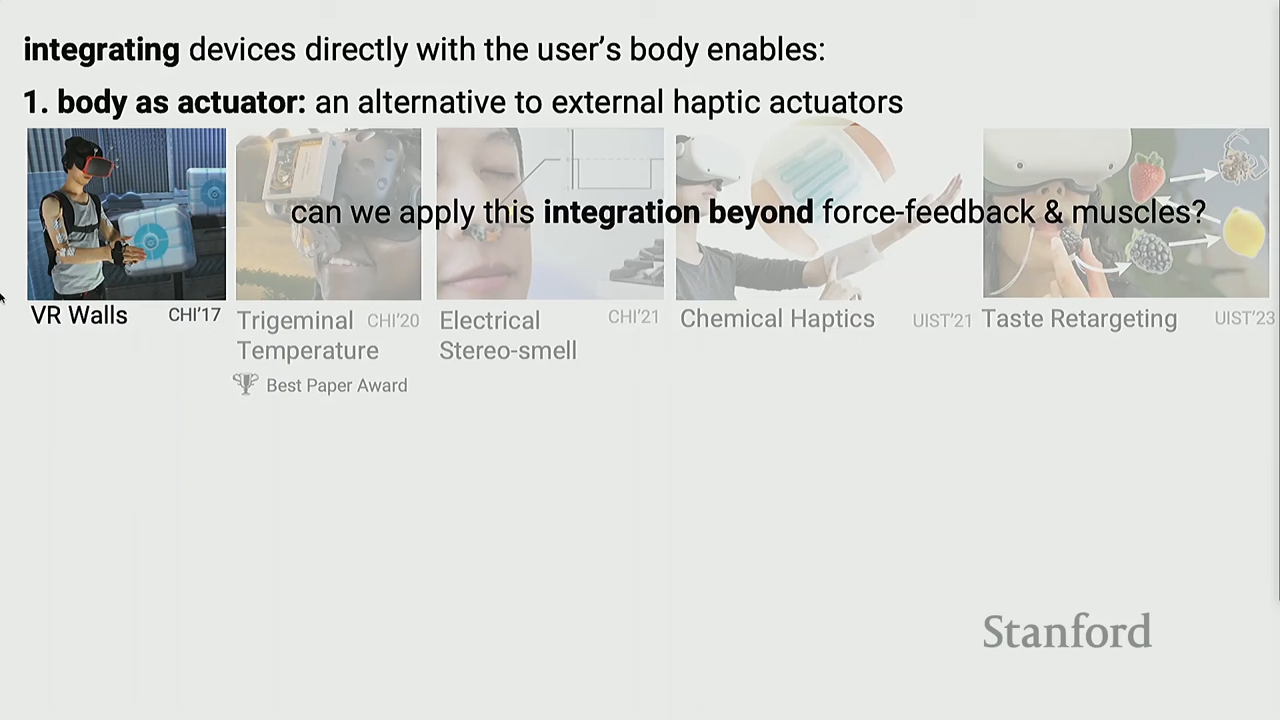 integrating devices directly with the user's body enables:
1. body as actuator: an alternative to external haptic actuators
can we apply this integration beyond force-feedback & muscles?
VR Walls CHI'17
Trigeminal Temperature CHI'20
Best Paper Award
Electrical Stereo-smell CHI'21
Chemical Haptics UIST'21
Taste Retargeting UIST'23
Stanford